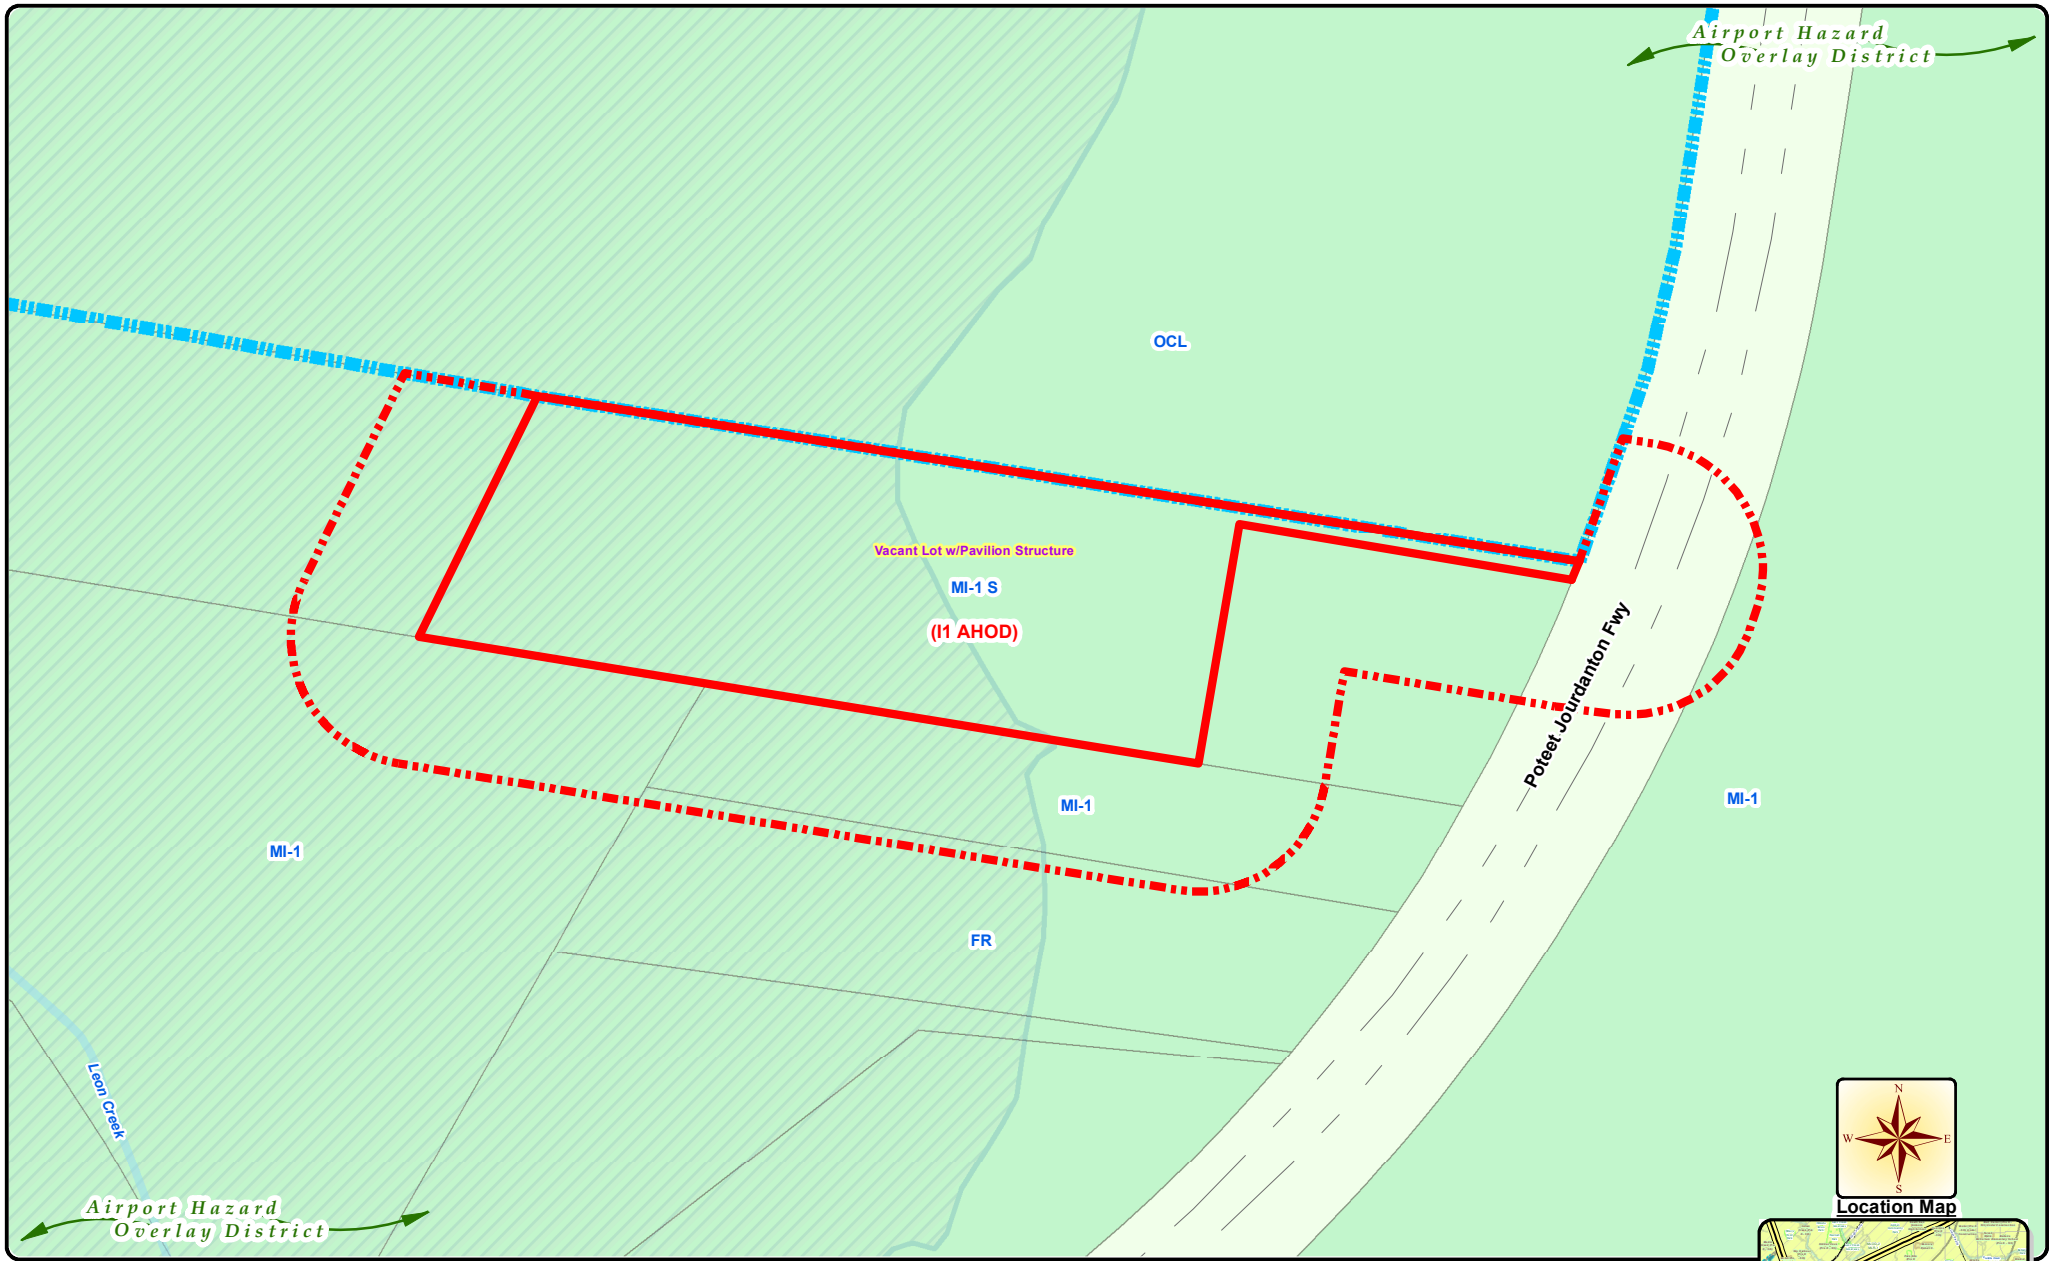 Airport Hazard
Overlay District
OCL
Vacant Lot w/Pavilion Structure
MI-1 S
(I1 AHOD)
Poteet Jourdanton Fwy
MI-1
MI-1
MI-1
FR
Leon Creek
N
W
E
S
Airport Hazard
Overlay District
Location Map